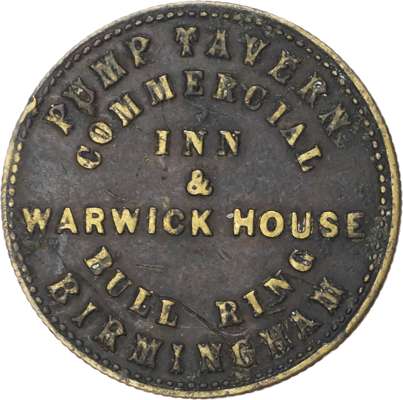 PUMP TAVERN.
COMMERCIAL
INN
&
WARWICK HOUSE
BULL RING
BIRMINGHAM